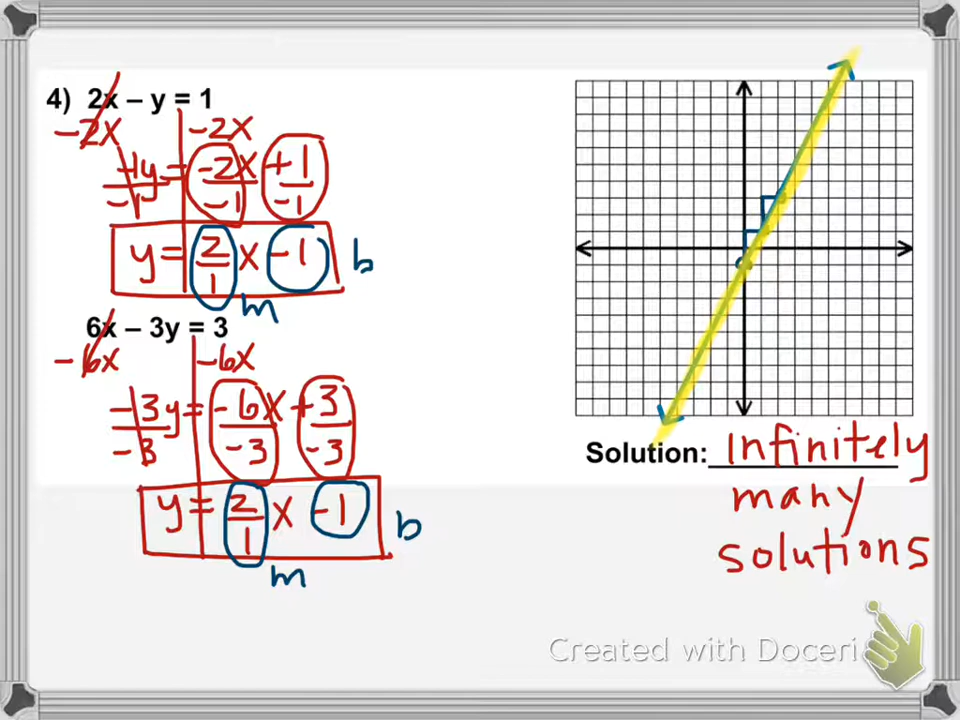 4) 2x – y = 1
-2x -2x
-1y = -2x +1
-1 -1 -1
y = 2/1 x -1 b
m
6x – 3y = 3
-6x -6x
-3y = -6x +3
-3 -3 -3
y = 2/1 x -1 b
m
Solution: Infinitely
many
solutions
Created with Doceri